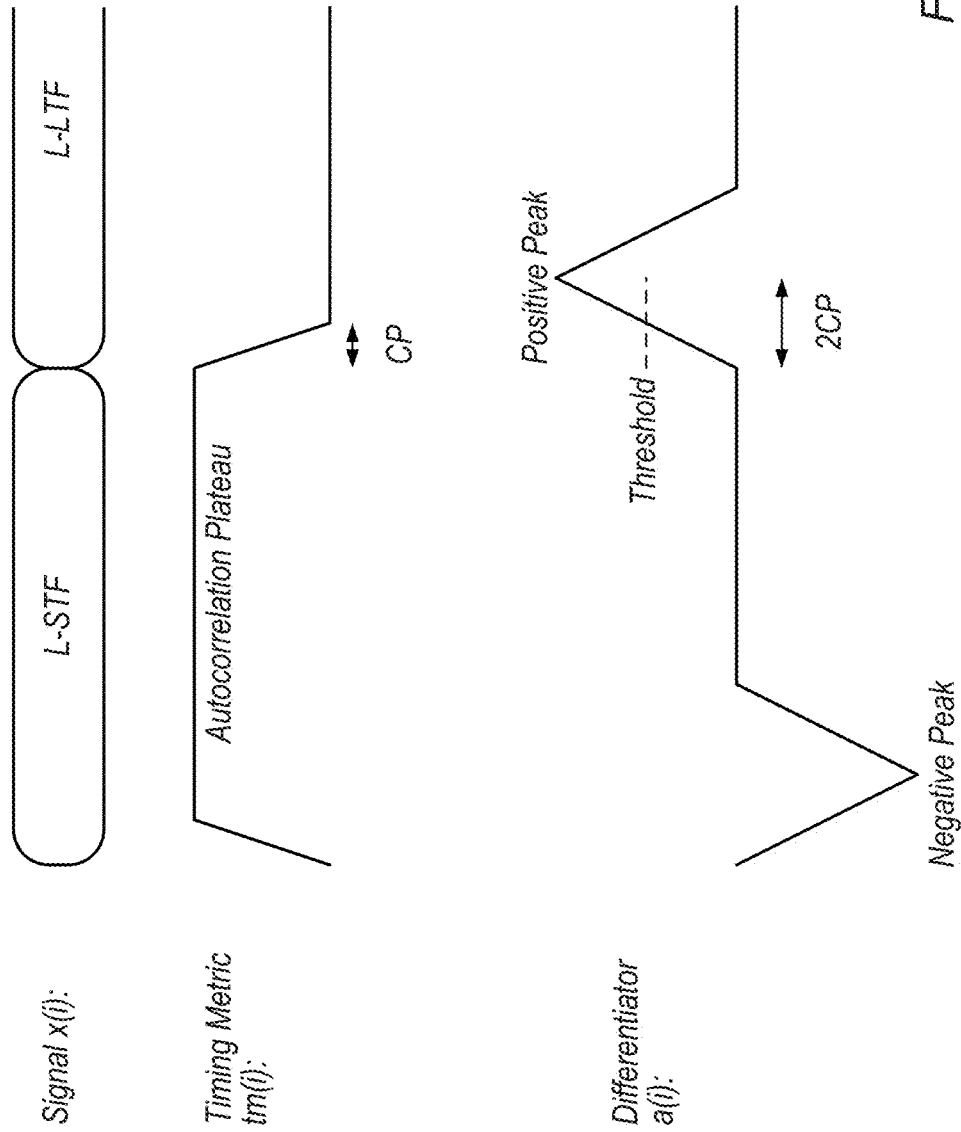 Signal x(i):
L-STF
L-LTF
Timing Metric
tm(i):
Autocorrelation Plateau
CP
Differentiator
a(i):
Negative Peak
Threshold
Positive Peak
2CP